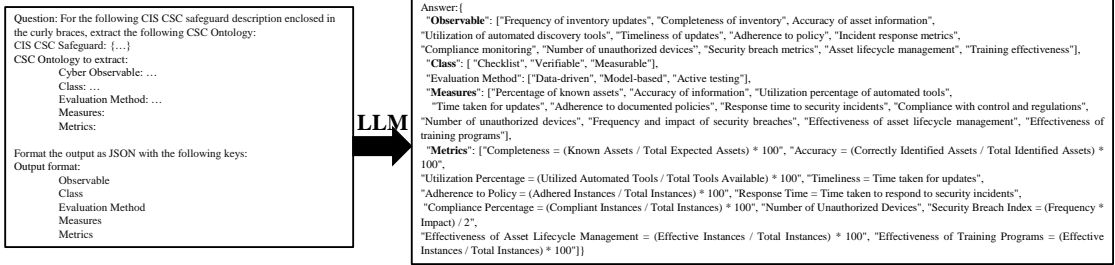 Question: For the following CIS CSC safeguard description enclosed in
the curly braces, extract the following CSC Ontology:
CIS CSC Safeguard: {…}
CSC Ontology to extract:
Cyber Observable: …
Class: …
Evaluation Method: …
Measures:
Metrics:
Format the output as JSON with the following keys:
Output format:
Observable
Class
Evaluation Method
Measures
Metrics
LLM
Answer:{
"Observable": ["Frequency of inventory updates", "Completeness of inventory", Accuracy of asset information",
"Utilization of automated discovery tools", "Timeliness of updates", "Adherence to policy", "Incident response metrics",
"Compliance monitoring", "Number of unauthorized devices", "Security breach metrics", "Asset lifecycle management", "Training effectiveness"],
"Class": [ "Checklist", "Verifiable", "Measurable"],
"Evaluation Method": ["Data-driven", "Model-based", "Active testing"],
"Measures": ["Percentage of known assets", "Accuracy of information", "Utilization percentage of automated tools",
"Time taken for updates", "Adherence to documented policies", "Response time to security incidents", "Compliance with control and regulations",
"Number of unauthorized devices", "Frequency and impact of security breaches", "Effectiveness of asset lifecycle management", "Effectiveness of
training programs"],
"Metrics": ["Completeness = (Known Assets / Total Expected Assets) * 100", "Accuracy = (Correctly Identified Assets / Total Identified Assets) *
100",
"Utilization Percentage = (Utilized Automated Tools / Total Tools Available) * 100", "Timeliness = Time taken for updates",
"Adherence to Policy = (Adhered Instances / Total Instances) * 100", "Response Time = Time taken to respond to security incidents",
"Compliance Percentage = (Compliant Instances / Total Instances) * 100", "Number of Unauthorized Devices", "Security Breach Index = (Frequency *
Impact) / 2",
"Effectiveness of Asset Lifecycle Management = (Effective Instances / Total Instances) * 100", "Effectiveness of Training Programs = (Effective
Instances / Total Instances) * 100"]}